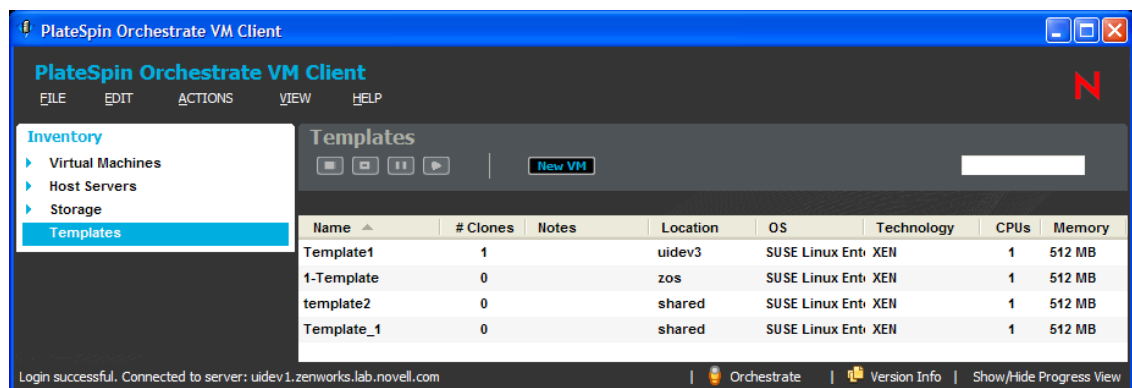 PlateSpin Orchestrate VM Client
PlateSpin Orchestrate VM Client
FILE EDIT ACTIONS VIEW HELP
N
Inventory
Virtual Machines
Host Servers
Storage
Templates
Templates
New VM
Name # Clones Notes Location OS Technology CPUs Memory
Template1 1 uidev3 SUSE Linux Ente XEN 1 512 MB
1-Template 0 zos SUSE Linux Ente XEN 1 512 MB
template2 0 shared SUSE Linux Ente XEN 1 512 MB
Template_1 0 shared SUSE Linux Ente XEN 1 512 MB
Login successful. Connected to server: uidev1.zenworks.lab.novell.com | Orchestrate | Version Info | Show/Hide Progress View